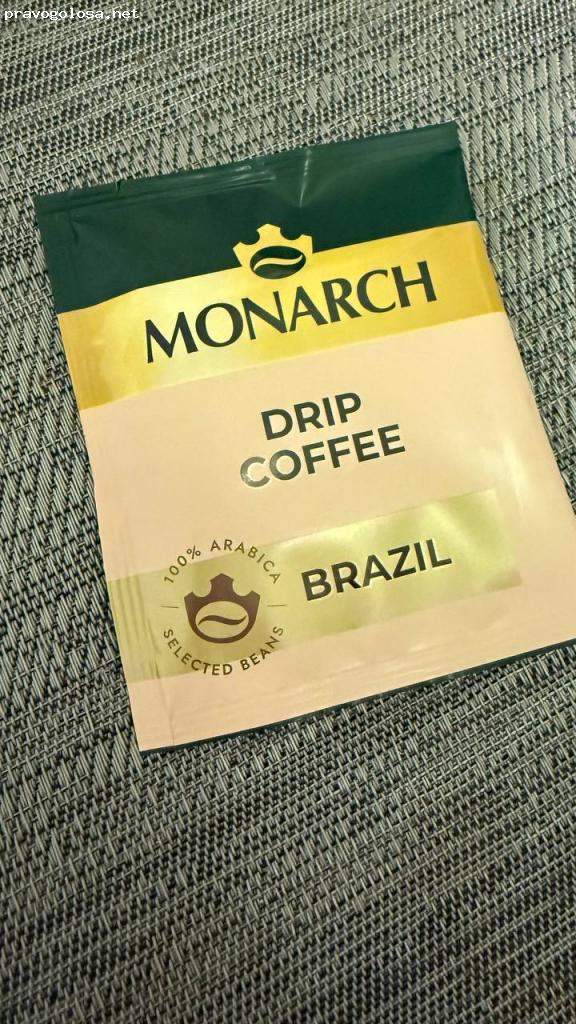 pravogolosa.net
MONARCH
DRIP
COFFEE
100% ARABICA
BRAZIL
SELECTED BEANS